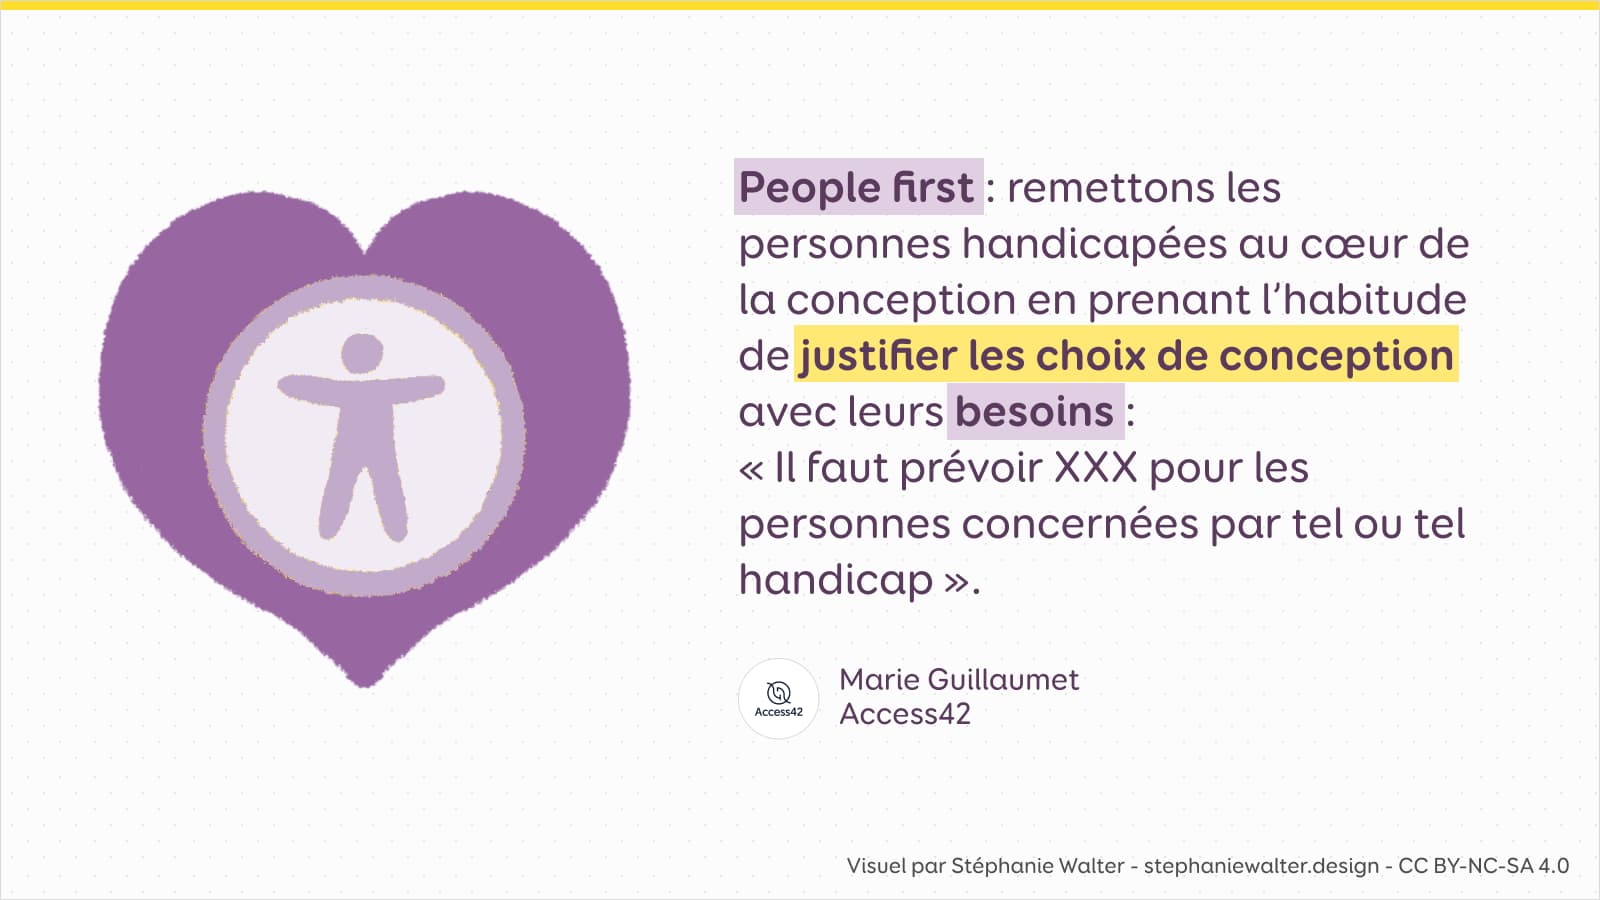 People first : remettons les
personnes handicapées au cœur de
la conception en prenant l’habitude
de justifier les choix de conception
avec leurs besoins :
« Il faut prévoir XXX pour les
personnes concernées par tel ou tel
handicap ».
Access42
Marie Guillaumet
Access42
Visuel par Stéphanie Walter - stephaniewalter.design - CC BY-NC-SA 4.0